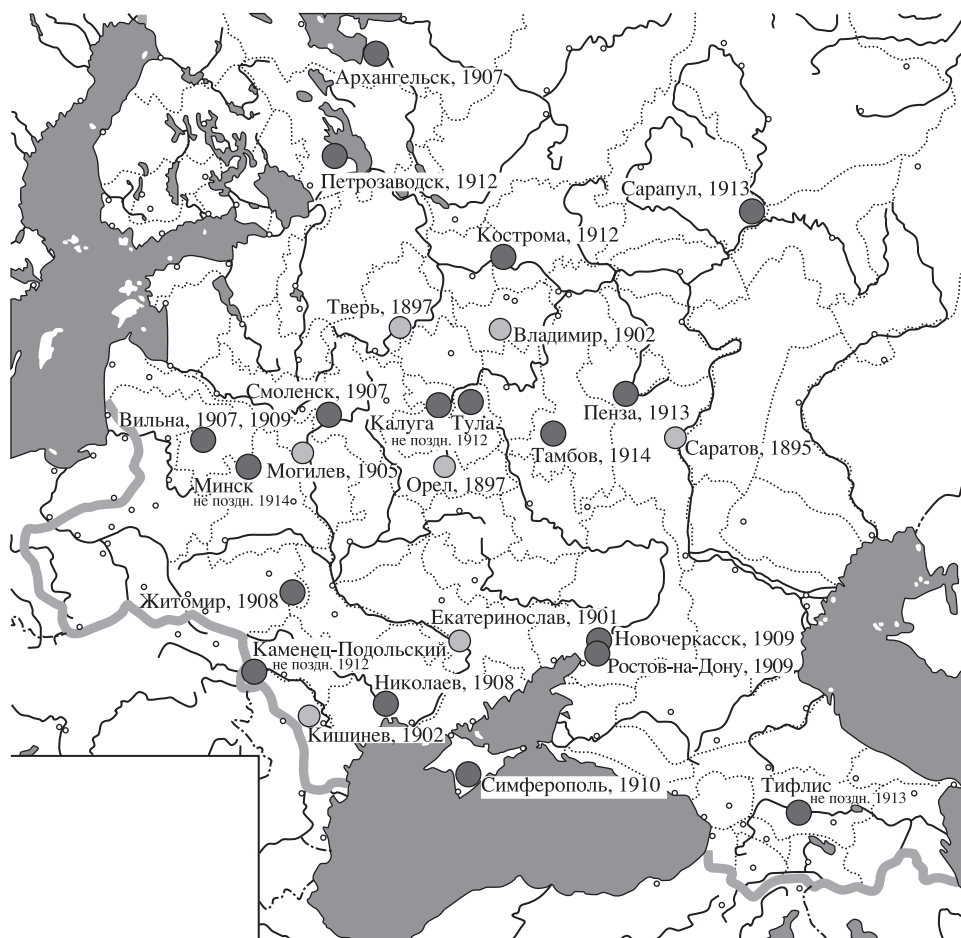 Архангельск, 1907
Петрозаводск, 1912
Сарапул, 1913
Кострома, 1912
Тверь, 1897
Владимир, 1902
Смоленск, 1907
Пенза, 1913
Вильна, 1907, 1909
Калуга Тула
не поздн. 1912
Тамбов, 1914
Саратов, 1895
Могилев, 1905
Орел, 1897
Минск
не поздн. 1914
Житомир, 1908
Екатеринослав, 1901
Новочеркасск, 1909
Каменец-Подольский
не поздн. 1912
Ростов-на-Дону, 1909
Николаев, 1908
Кишинев, 1902
Симферополь, 1910
Тифлис
не поздн. 1913